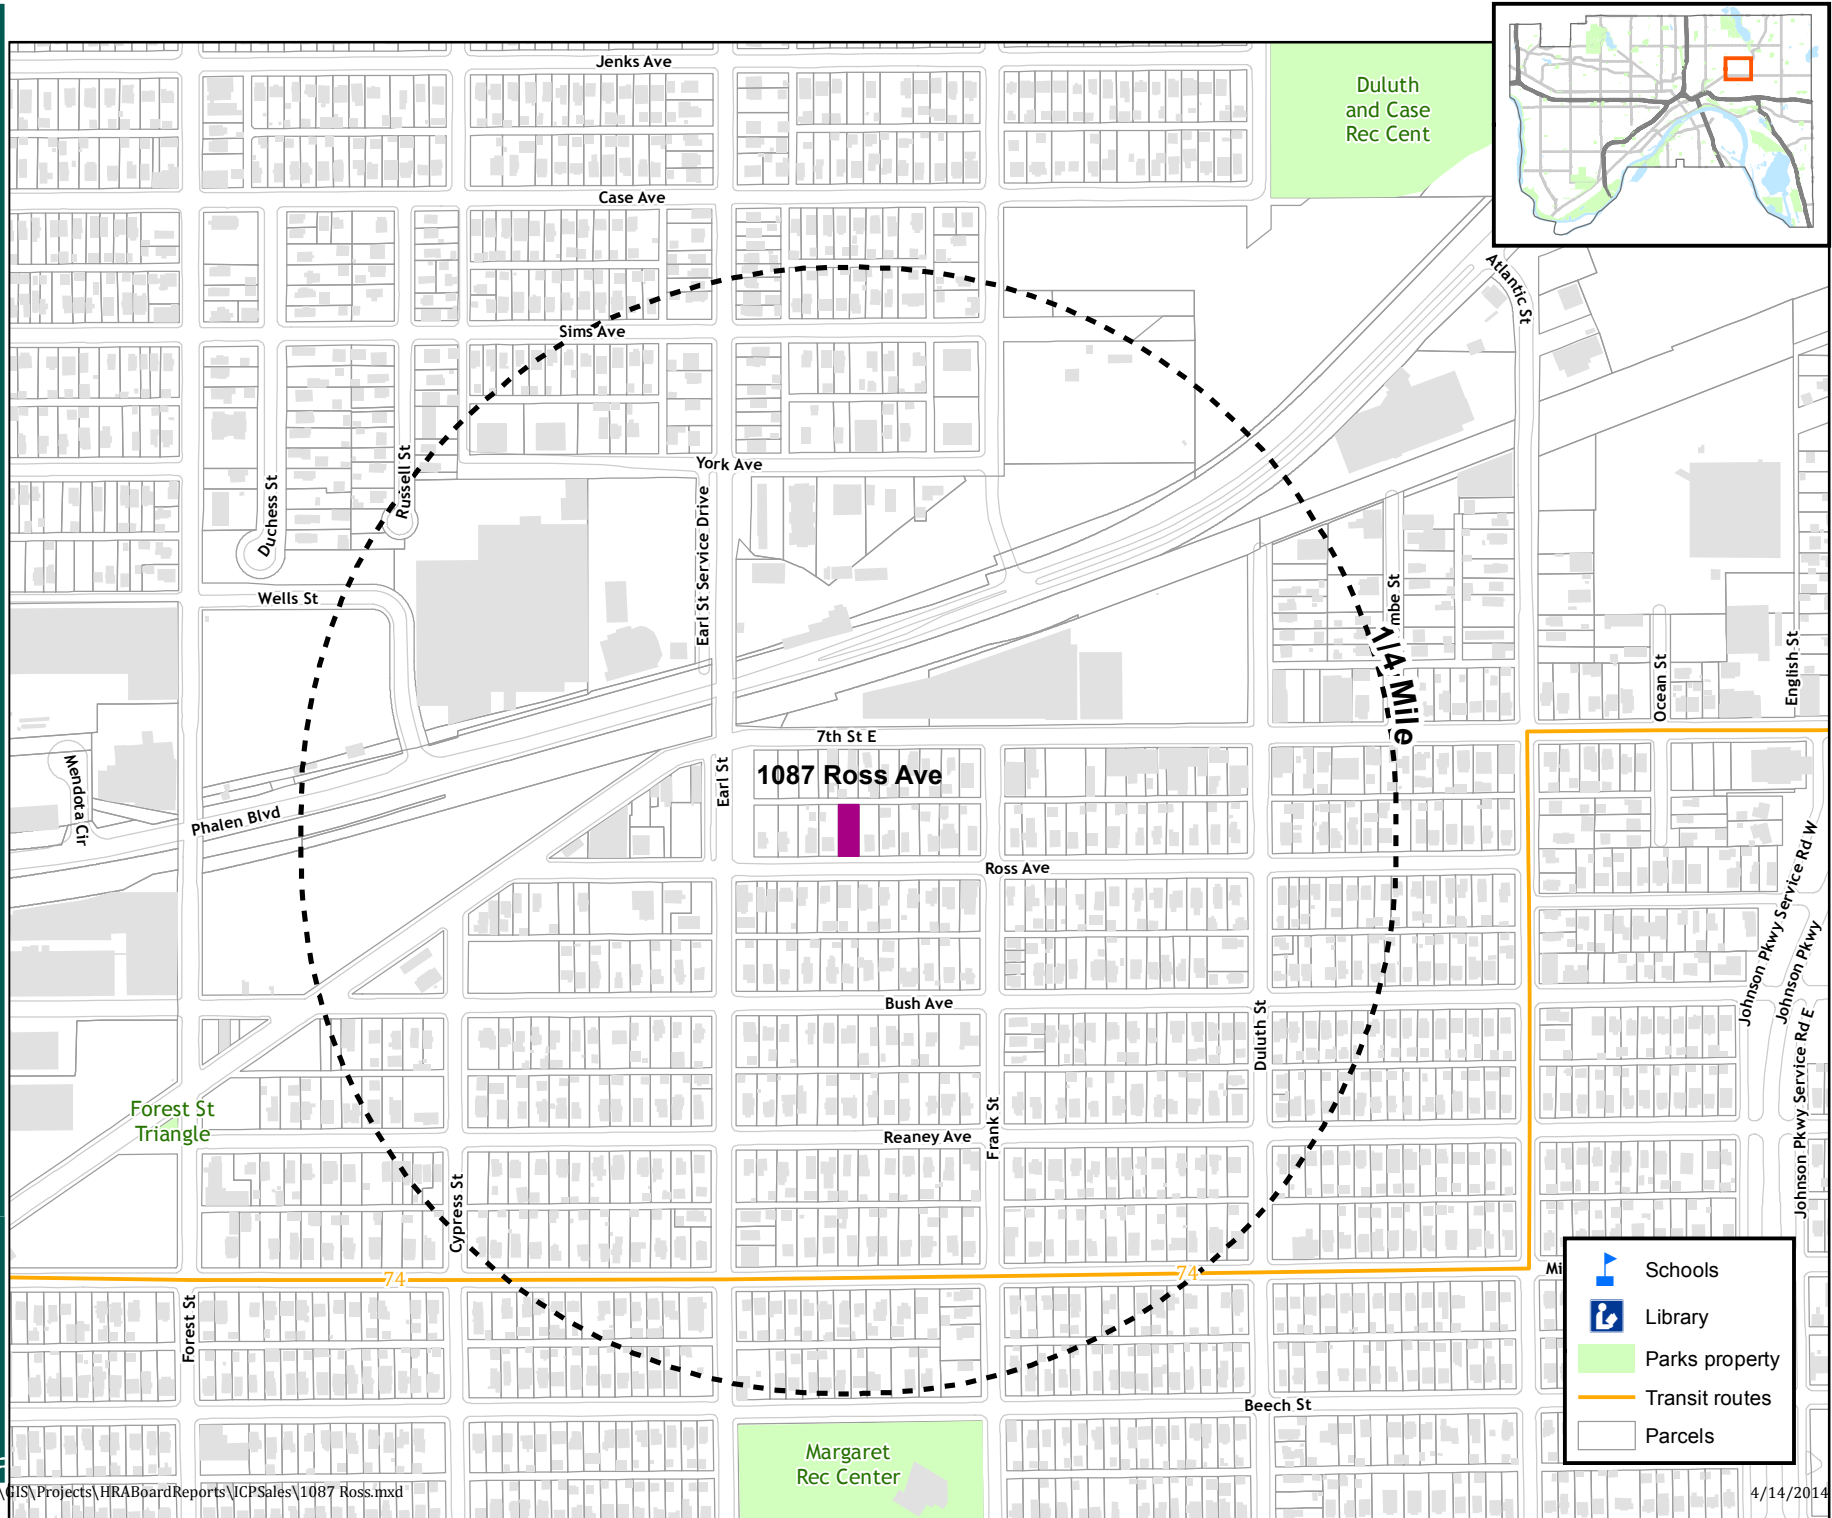 Jenks Ave
Duluth
and Case
Rec Cent
Case Ave
Atlantic St
Sims Ave
Russell St
York Ave
Duchess St
Earl St Service Drive
Wells St
mbe St
1/4 Mile
English St
Ocean St
7th St E
Mendota Cir
Earl St
1087 Ross Ave
Phalen Blvd
Ross Ave
Johnson Pkwy Service Rd W
Johnson Pkwy
Bush Ave
Duluth St
Johnson Pkwy Service Rd E
Forest St
Triangle
Frank St
Reaney Ave
Cypress St
74
74
Mi
Forest St
Schools
Library
Parks property
Transit routes
Parcels
Beech St
Margaret
Rec Center
\GIS\Projects\HRABoardReports\ICPSales\1087 Ross.mxd
4/14/2014